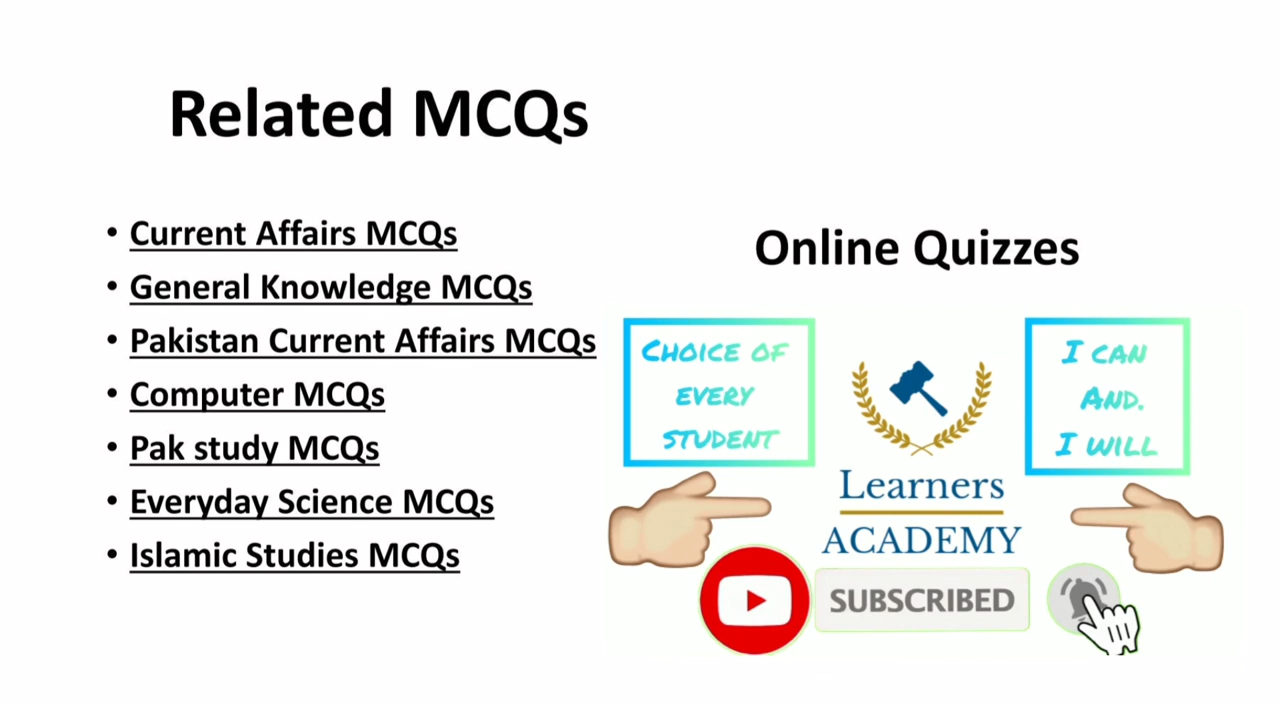 Related MCQs
• Current Affairs MCQs
• General Knowledge MCQs
• Pakistan Current Affairs MCQs
• Computer MCQs
• Pak study MCQs
• Everyday Science MCQs
• Islamic Studies MCQs
Online Quizzes
CHOICE OF
EVERY
STUDENT
I CAN
AND.
I WILL
Learners
ACADEMY
SUBSCRIBED